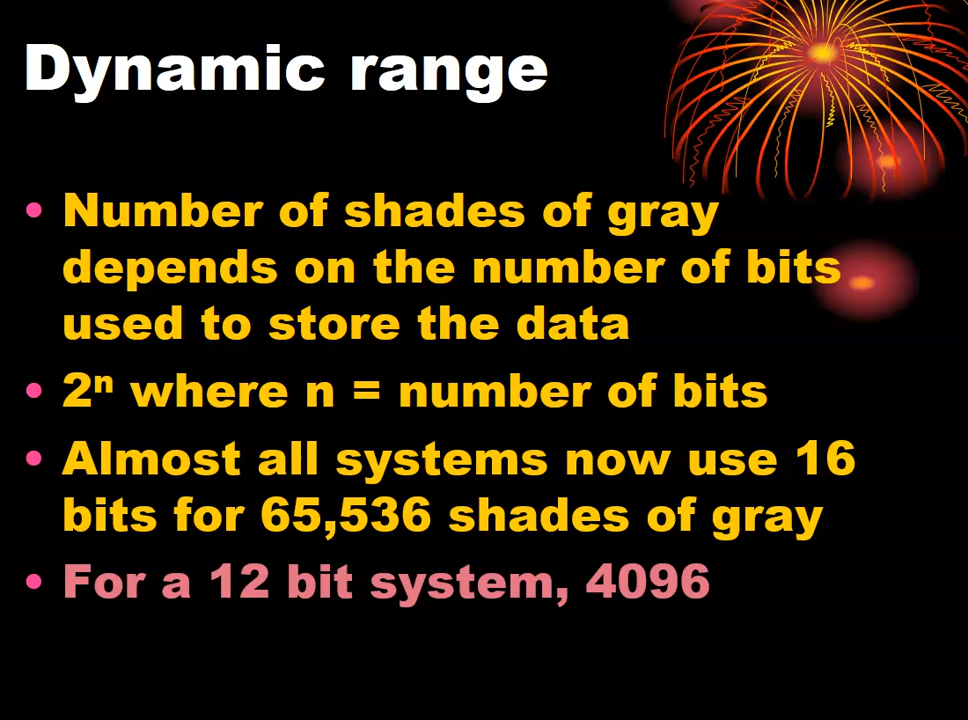 Dynamic range
• Number of shades of gray
depends on the number of bits
used to store the data
• 2ⁿ where n = number of bits
• Almost all systems now use 16
bits for 65,536 shades of gray
• For a 12 bit system, 4096